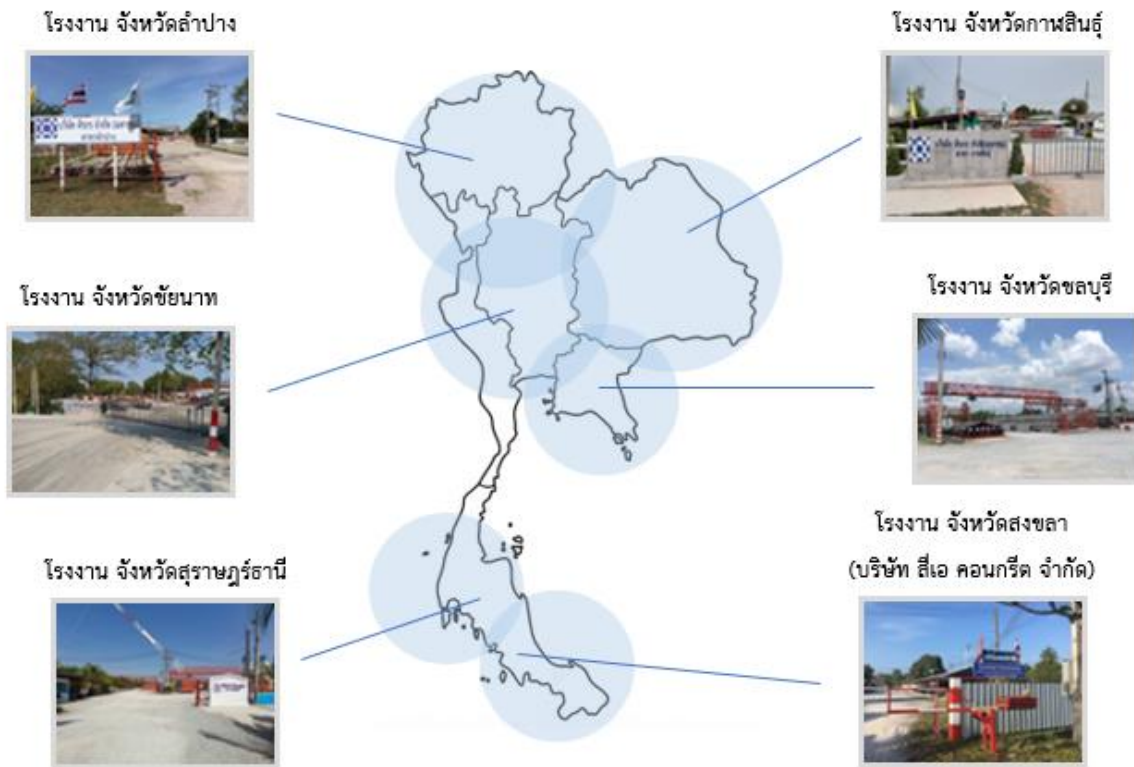 โรงงาน จังหวัดลำปาง
โรงงาน จังหวัดกาฬสินธุ์
โรงงาน จังหวัดชัยนาท
โรงงาน จังหวัดชลบุรี
โรงงาน จังหวัดสงขลา
(บริษัท สี่เอ คอนกรีต จำกัด)
โรงงาน จังหวัดสุราษฎร์ธานี